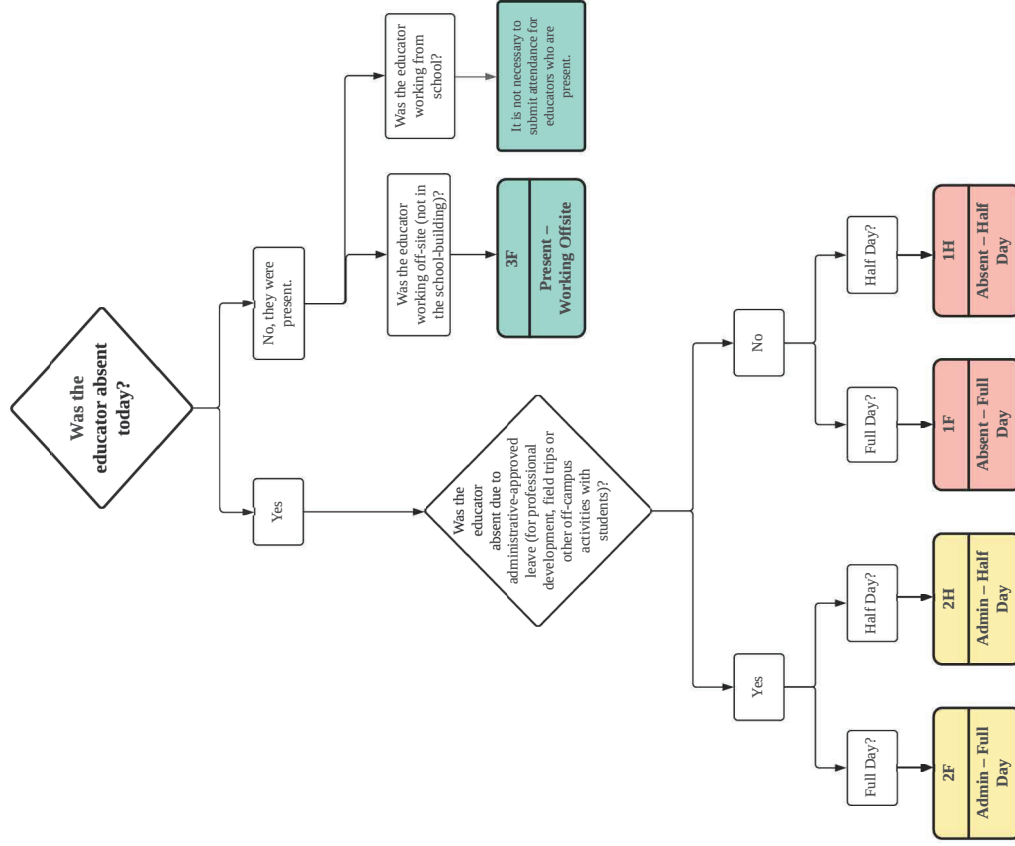 Was the
educator absent
today?
Yes
No, they were
present.
Was the educator
working off-site (not in
the school-building)?
Was the educator
working from
school?
3F
Present –
Working Offsite
It is not necessary to
submit attendance for
educators who are
present.
Was the
educator
absent due to
administrative-approved
leave (for professional
development, field trips or
other off-campus
activities with
students)?
Yes
No
Full Day?
Half Day?
Full Day?
Half Day?
2F
Admin – Full
Day
2H
Admin – Half
Day
1F
Absent – Full
Day
1H
Absent – Half
Day